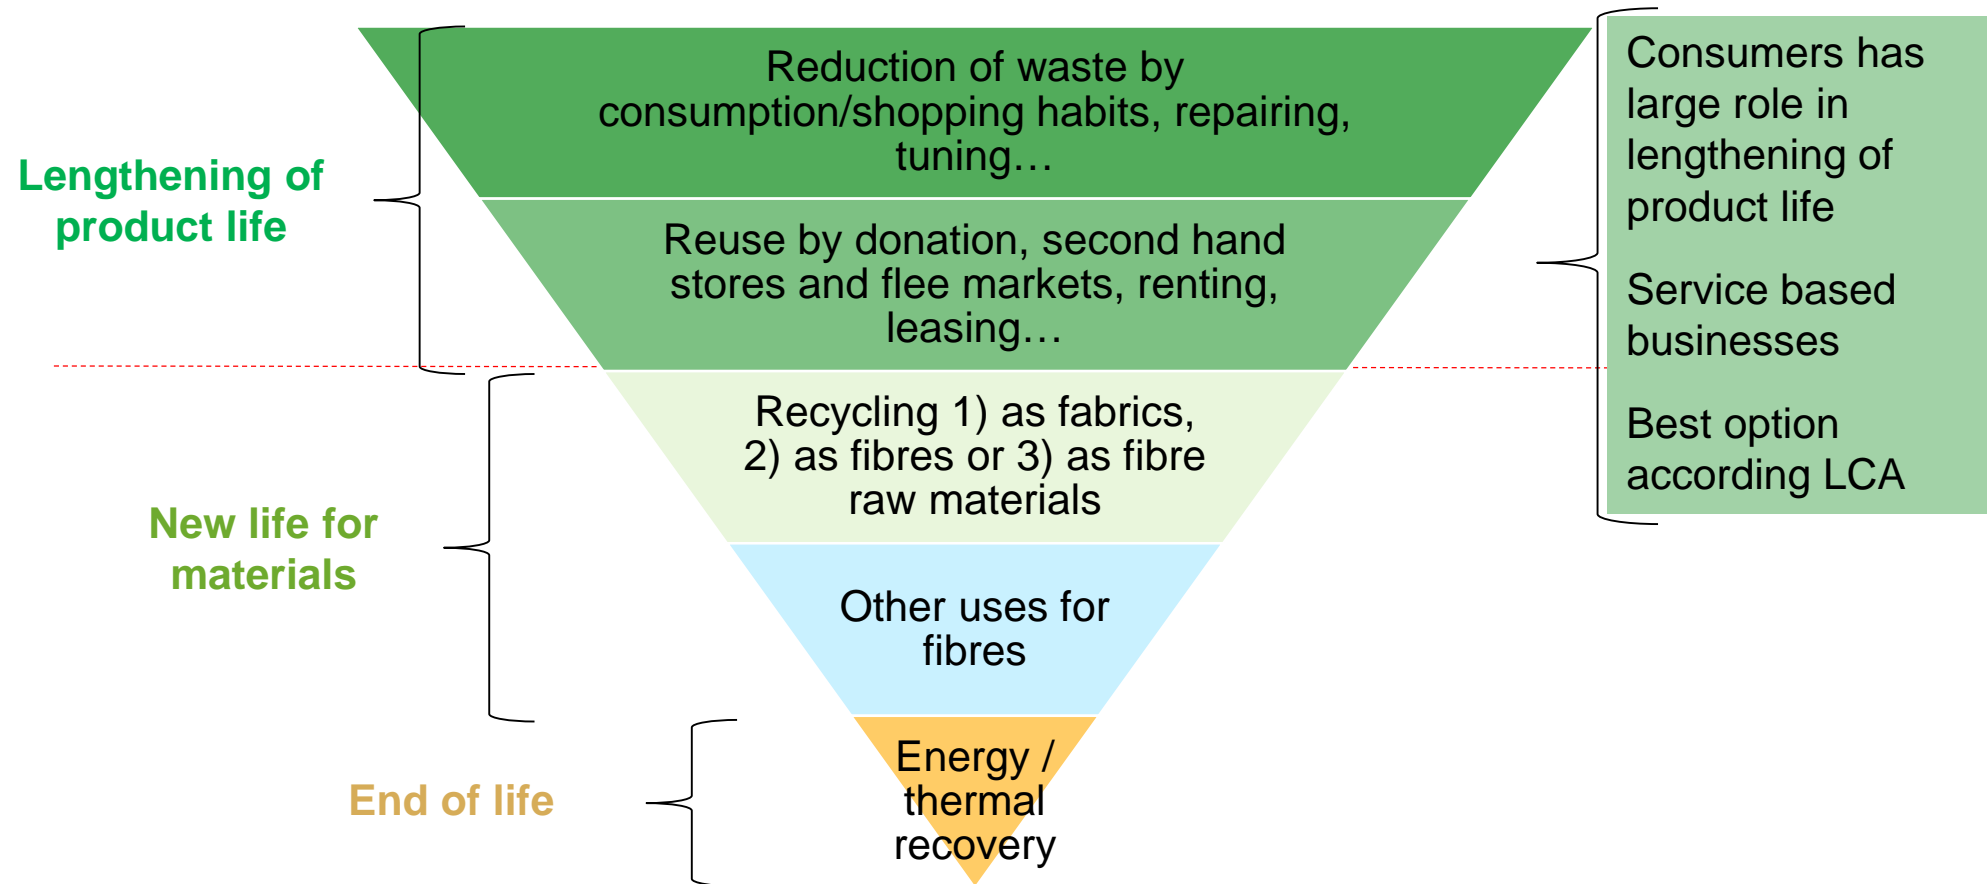 Lengthening of
product life
Reduction of waste by
consumption/shopping habits, repairing,
tuning…
Reuse by donation, second hand
stores and flee markets, renting,
leasing…
Consumers has
large role in
lengthening of
product life
Service based
businesses
Best option
according LCA
New life for
materials
Recycling 1) as fabrics,
2) as fibres or 3) as fibre
raw materials
Other uses for
fibres
End of life
Energy /
thermal
recovery